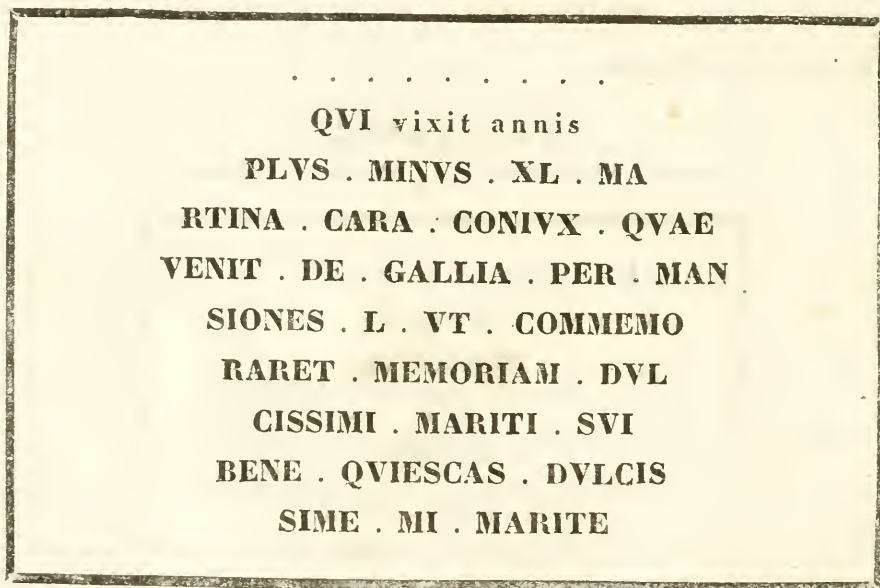 . . . . . . . . .
QVI vixit annis
PLVS . MINVS . XL . MA
RTINA . CARA . CONIVX . QVAE
VENIT . DE . GALLIA . PER . MAN
SIONES . L . VT . COMMEMO
RARET . MEMORIAM . DVL
CISSIMI . MARITI . SVI
BENE . QVIESCAS . DVLCIS
SIME . MI . MARITE